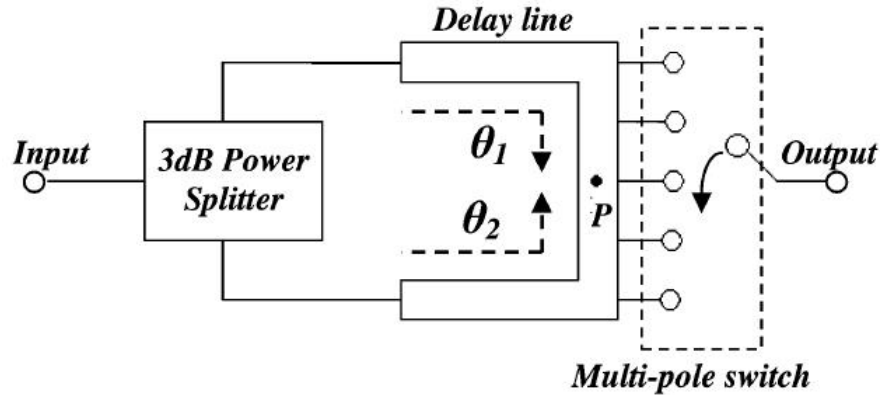 Delay line
Input
3dB Power
Splitter
θ1
θ2
P
Output
Multi-pole switch